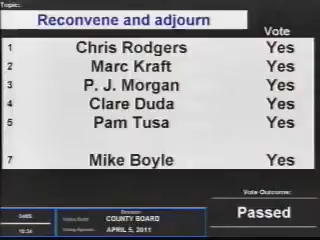 Topic:
Reconvene and adjourn
Vote
1 Chris Rodgers Yes
2 Marc Kraft Yes
3 P. J. Morgan Yes
4 Clare Duda Yes
5 Pam Tusa Yes
7 Mike Boyle Yes
Vote Outcome:
Passed
COUNTY BOARD
APRIL 5, 2011